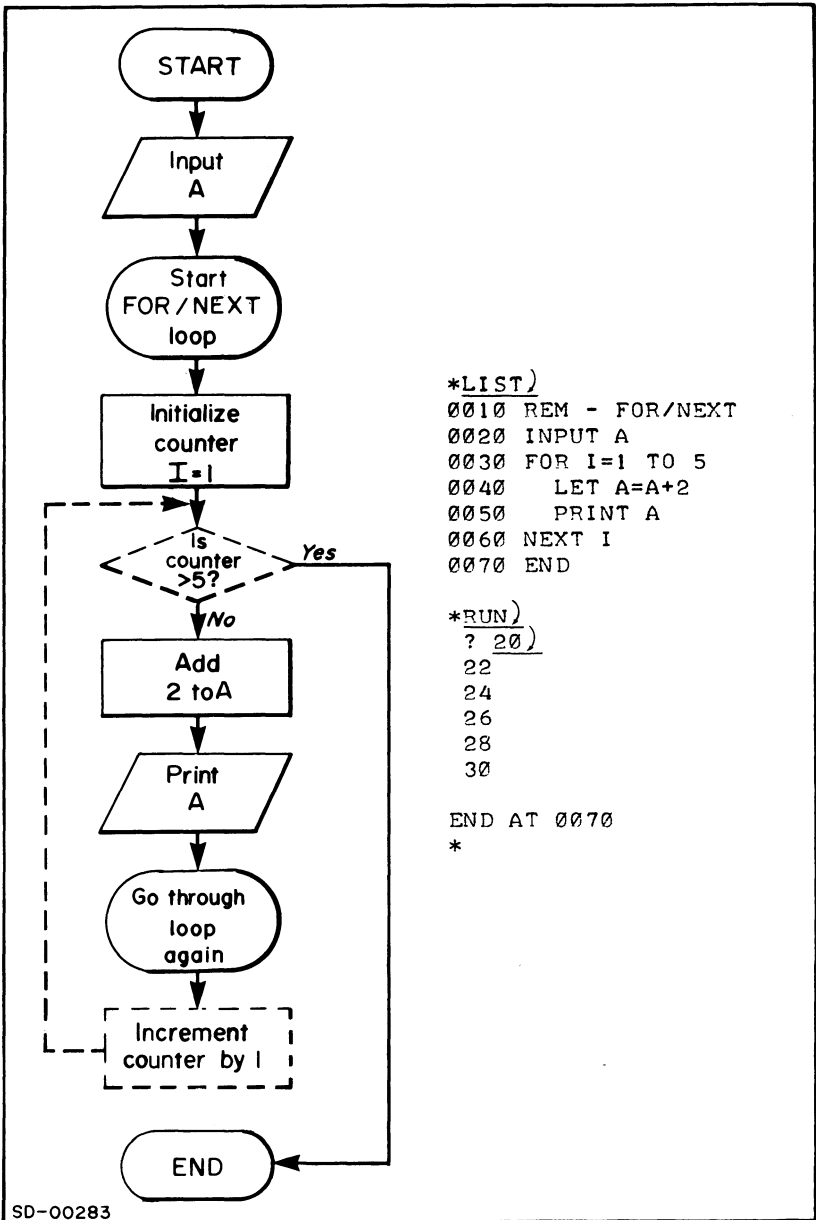 START
Input
A
Start
FOR/NEXT
loop
Initialize
counter
I=1
Is
counter
>5?
Yes
No
Add
2 to A
Print
A
Go through
loop
again
Increment
counter by 1
END
*LIST)
0010 REM - FOR/NEXT
0020 INPUT A
0030 FOR I=1 TO 5
0040   LET A=A+2
0050   PRINT A
0060 NEXT I
0070 END
*RUN)
? 20)
22
24
26
28
30
END AT 0070
*
SD-00283